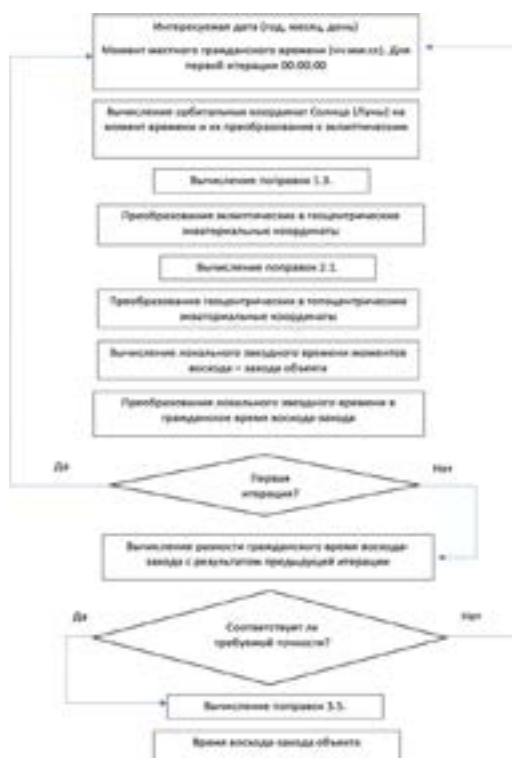 Интересуемая дата (год, месяц, день)
Момент местного гражданского времени (чч:мм:сс). Для
первой итерации 00:00:00
Вычисление орбитальных координат Солнца (Луны) на
момент времени и их преобразование к эклиптическим
Вычисление поправок 1.3.
Преобразование эклиптических в геоцентрические
экваториальные координаты
Вычисление поправок 2.1.
Преобразование геоцентрических в топоцентрические
экваториальные координаты
Вычисление локального звездного времени моментов
восхода – захода объекта
Преобразование локального звездного времени в
гражданское время восхода-захода
Да
Нет
Первая
итерация?
Вычисление разности гражданского время восхода-
захода с результатом предыдущей итерации
Да
Нет
Соответствует ли
требуемой точности?
Вычисление поправок 3.5.
Время восхода-захода объекта